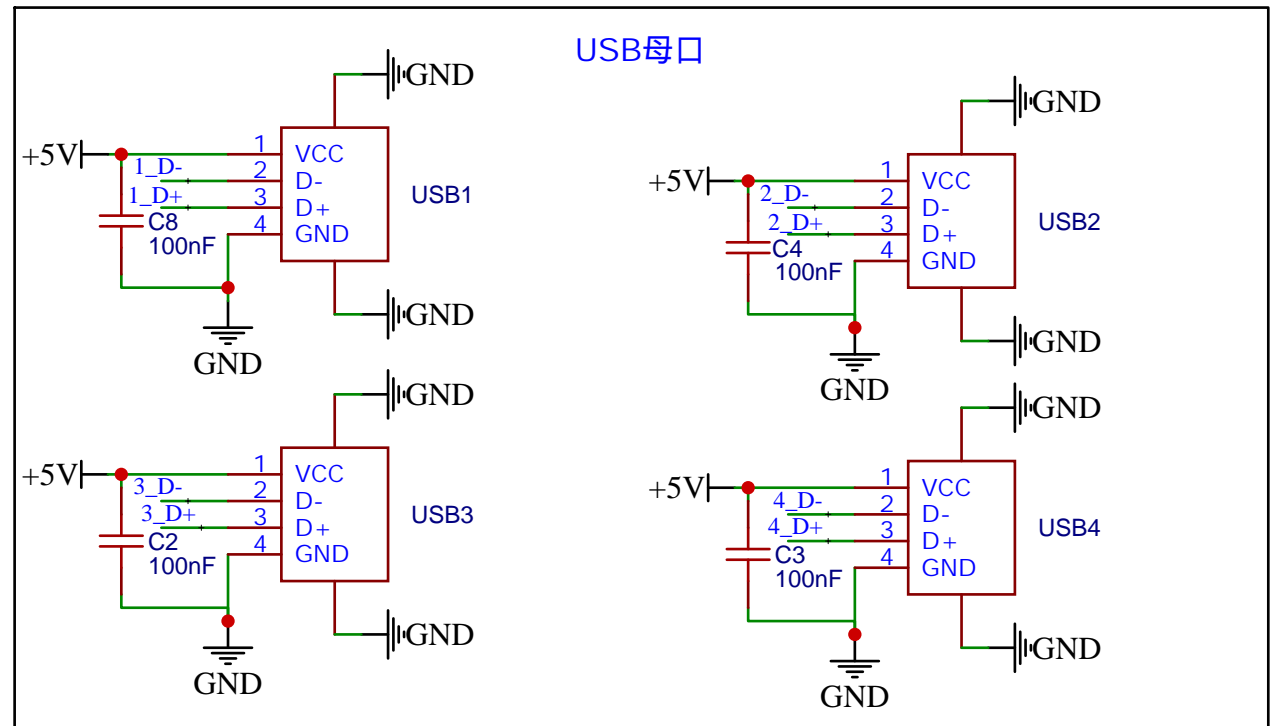 USB母口
GND
+5V
1_D-
1_D+
1
2
3
4
VCC
D-
D+
GND
USB1
C8
100nF
GND
GND
GND
+5V
2_D-
2_D+
1
2
3
4
VCC
D-
D+
GND
USB2
C4
100nF
GND
GND
GND
+5V
3_D-
3_D+
1
2
3
4
VCC
D-
D+
GND
USB3
C2
100nF
GND
GND
GND
+5V
4_D-
4_D+
1
2
3
4
VCC
D-
D+
GND
USB4
C3
100nF
GND
GND